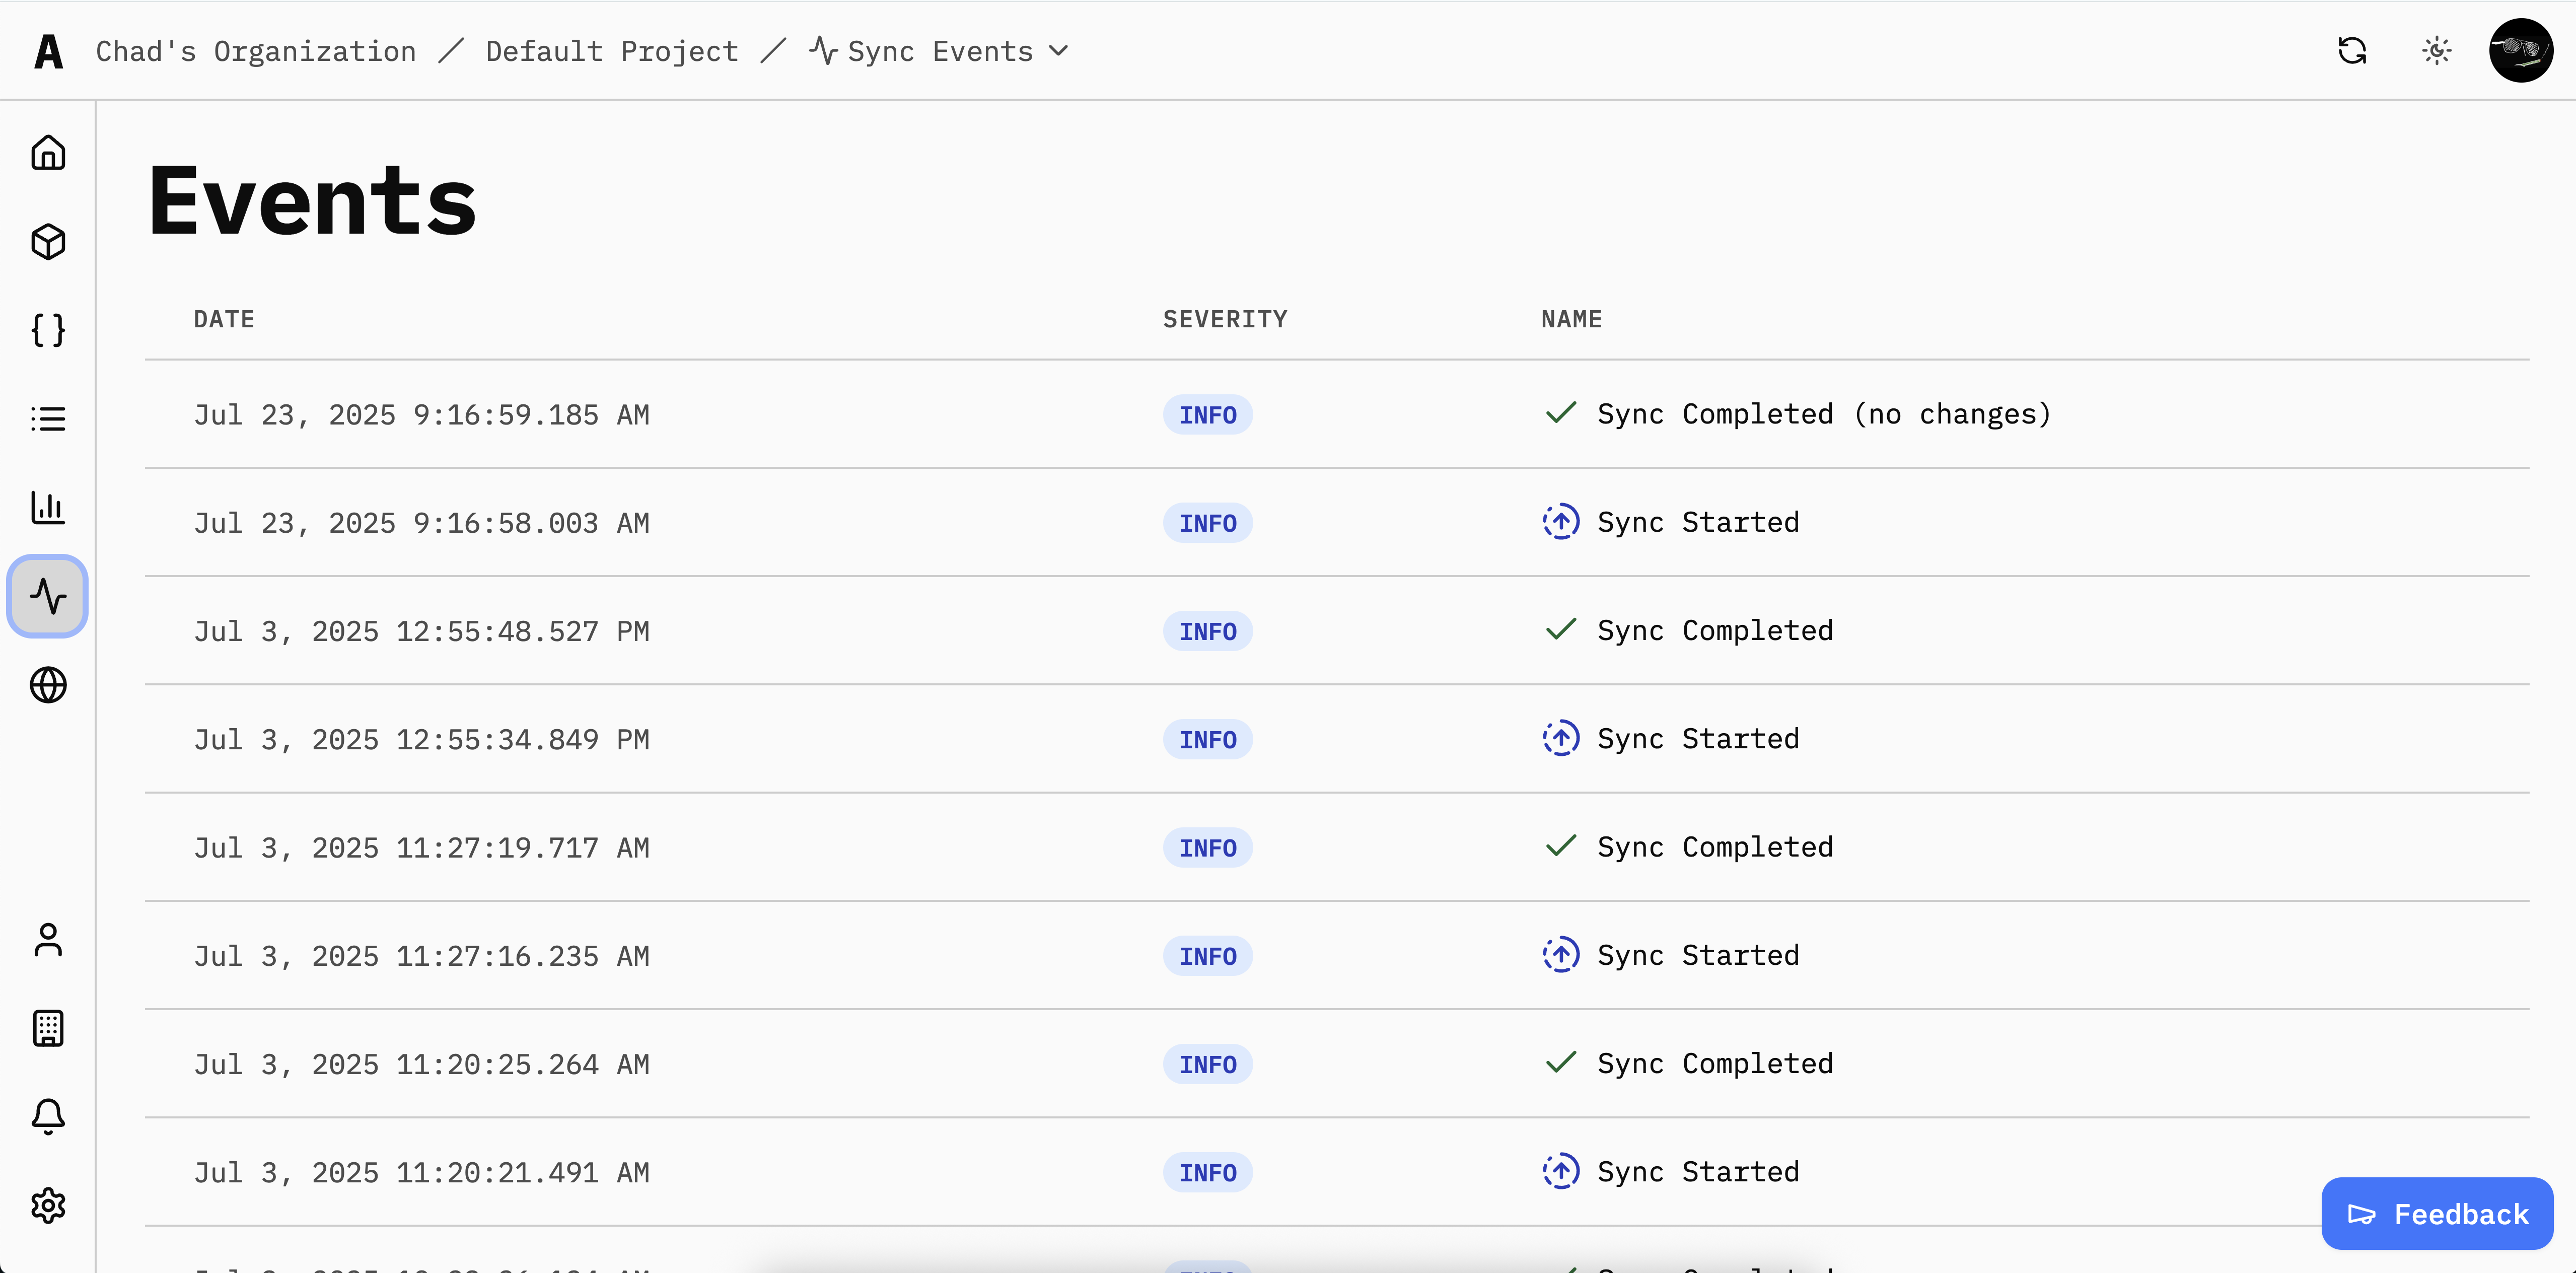 A Chad's Organization / Default Project / Sync Events
Events
DATE SEVERITY NAME
Jul 23, 2025 9:16:59.185 AM INFO Sync Completed (no changes)
Jul 23, 2025 9:16:58.003 AM INFO Sync Started
Jul 3, 2025 12:55:48.527 PM INFO Sync Completed
Jul 3, 2025 12:55:34.849 PM INFO Sync Started
Jul 3, 2025 11:27:19.717 AM INFO Sync Completed
Jul 3, 2025 11:27:16.235 AM INFO Sync Started
Jul 3, 2025 11:20:25.264 AM INFO Sync Completed
Jul 3, 2025 11:20:21.491 AM INFO Sync Started
Feedback